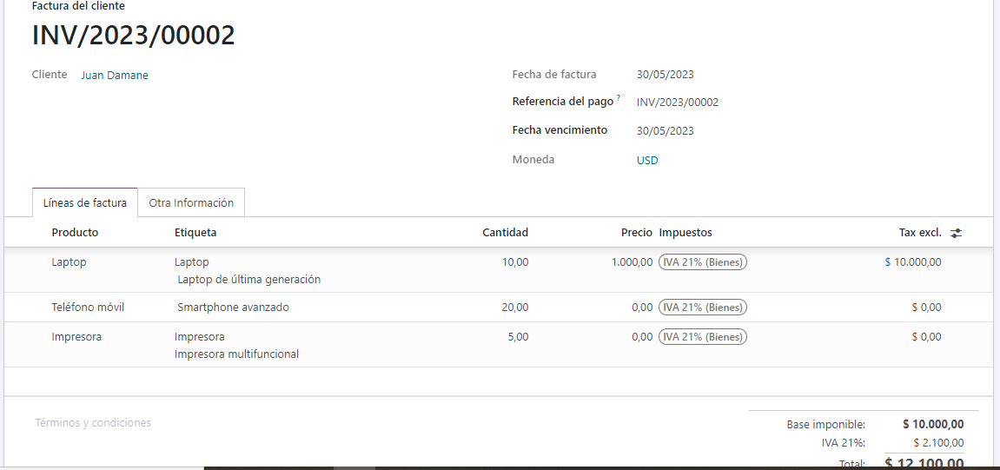 Factura del cliente
INV/2023/00002
Cliente Juan Damane
Fecha de factura 30/05/2023
Referencia del pago ? INV/2023/00002
Fecha vencimiento 30/05/2023
Moneda USD
Líneas de factura Otra Información
Producto Etiqueta Cantidad Precio Impuestos Tax excl.
Laptop Laptop 10,00 1.000,00 IVA 21% (Bienes) $ 10.000,00
Laptop de última generación
Teléfono móvil Smartphone avanzado 20,00 0,00 IVA 21% (Bienes) $ 0,00
Impresora Impresora 5,00 0,00 IVA 21% (Bienes) $ 0,00
Impresora multifuncional
Términos y condiciones
Base imponible: $ 10.000,00
IVA 21%: $ 2.100,00
Total: $ 12.100,00